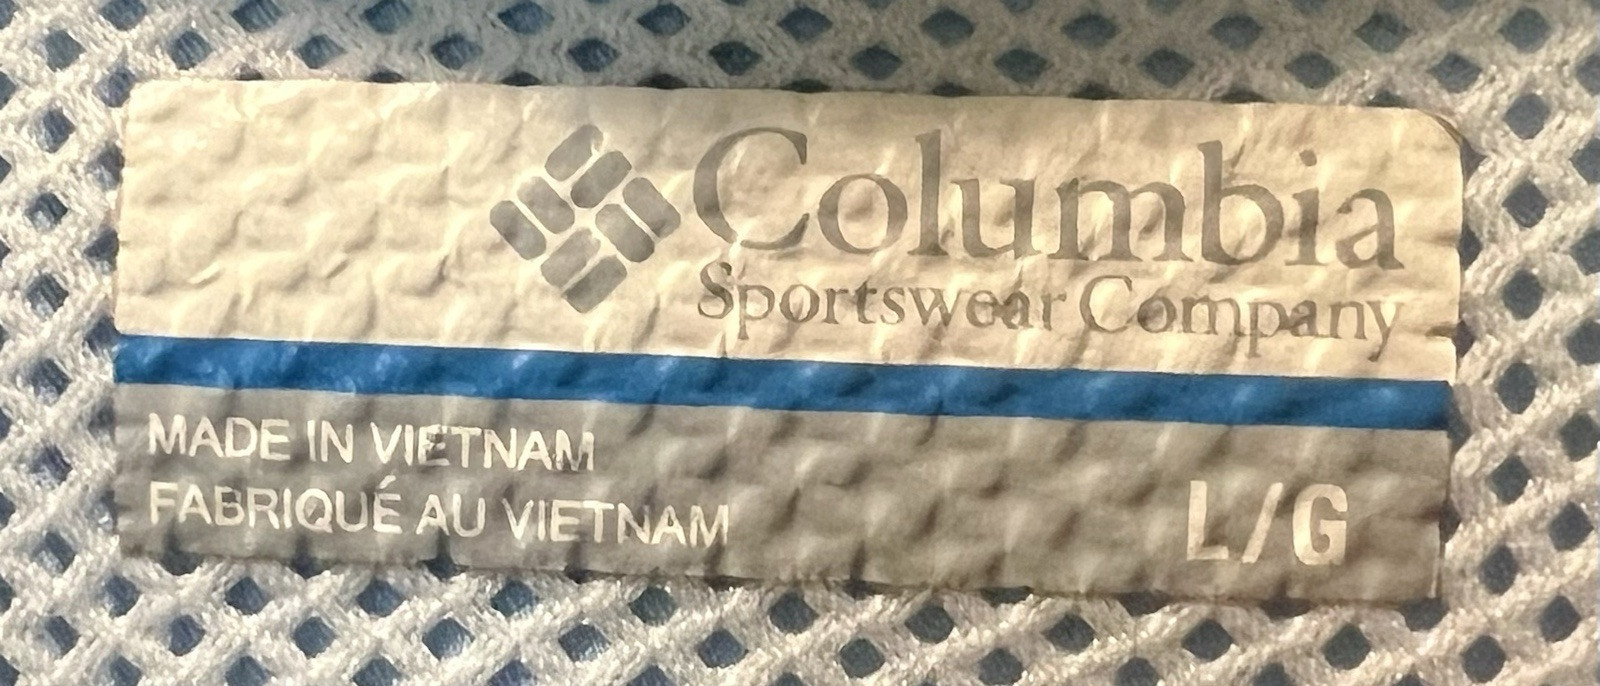 Columbia
Sportswear Company
MADE IN VIETNAM
FABRIQUÉ AU VIETNAM
L/G